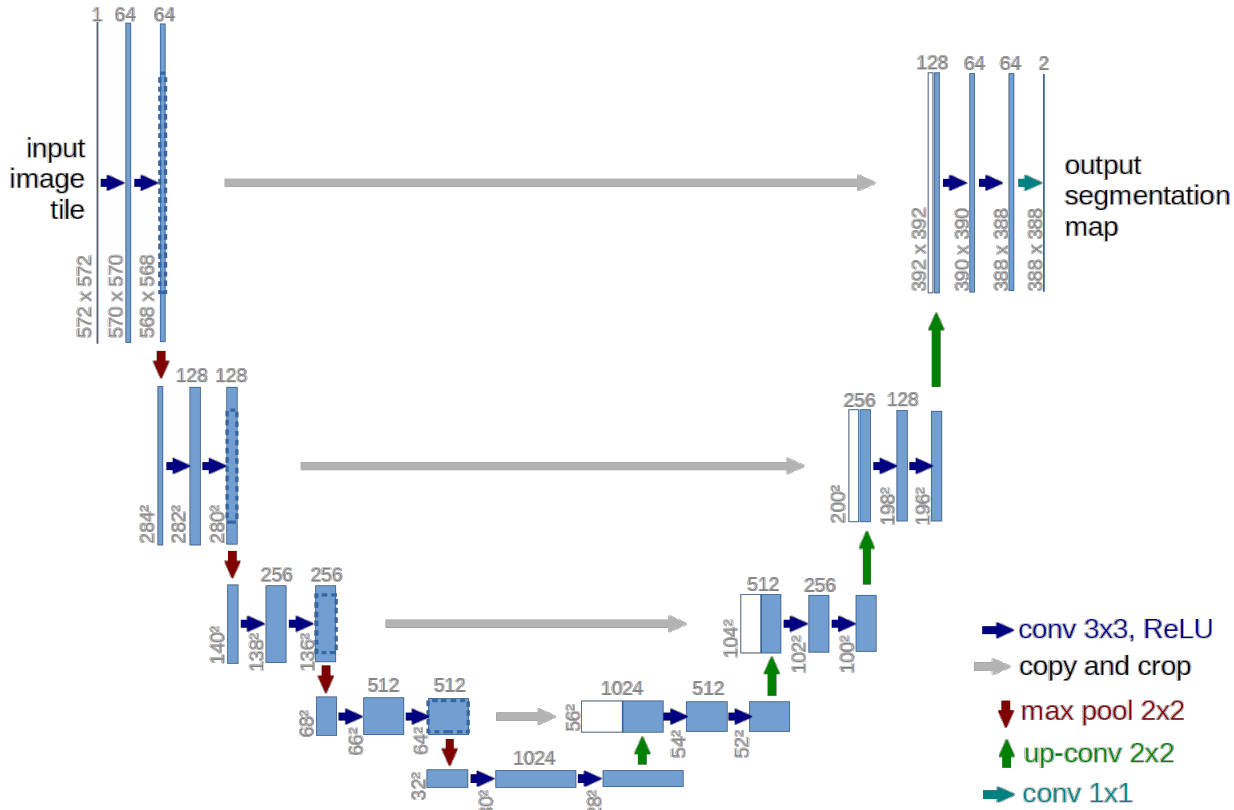 1 64 64
128 64 64 2
input
image
tile
output
segmentation
map
572 x 572
570 x 570
568 x 568
392 x 392
390 x 390
388 x 388
388 x 388
128 128
256 128
284²
282²
280²
200²
198²
196²
256 256
512 256
140²
138²
136²
104²
102²
100²
512 512
1024 512
68²
66²
64²
56²
54²
52²
1024
32²
30²
28²
conv 3x3, ReLU
copy and crop
max pool 2x2
up-conv 2x2
conv 1x1